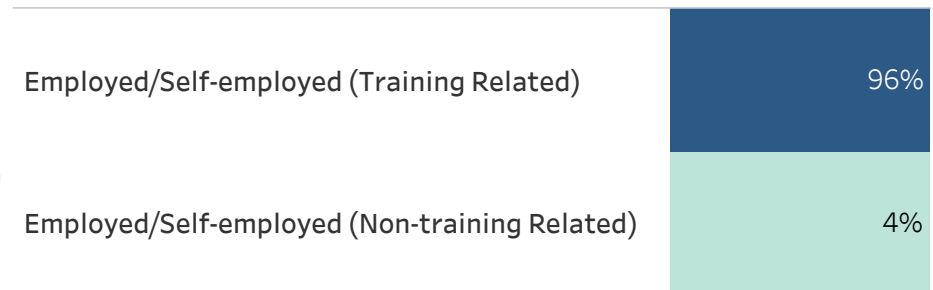 Employed/Self-employed (Training Related) 96%
Employed/Self-employed (Non-training Related) 4%